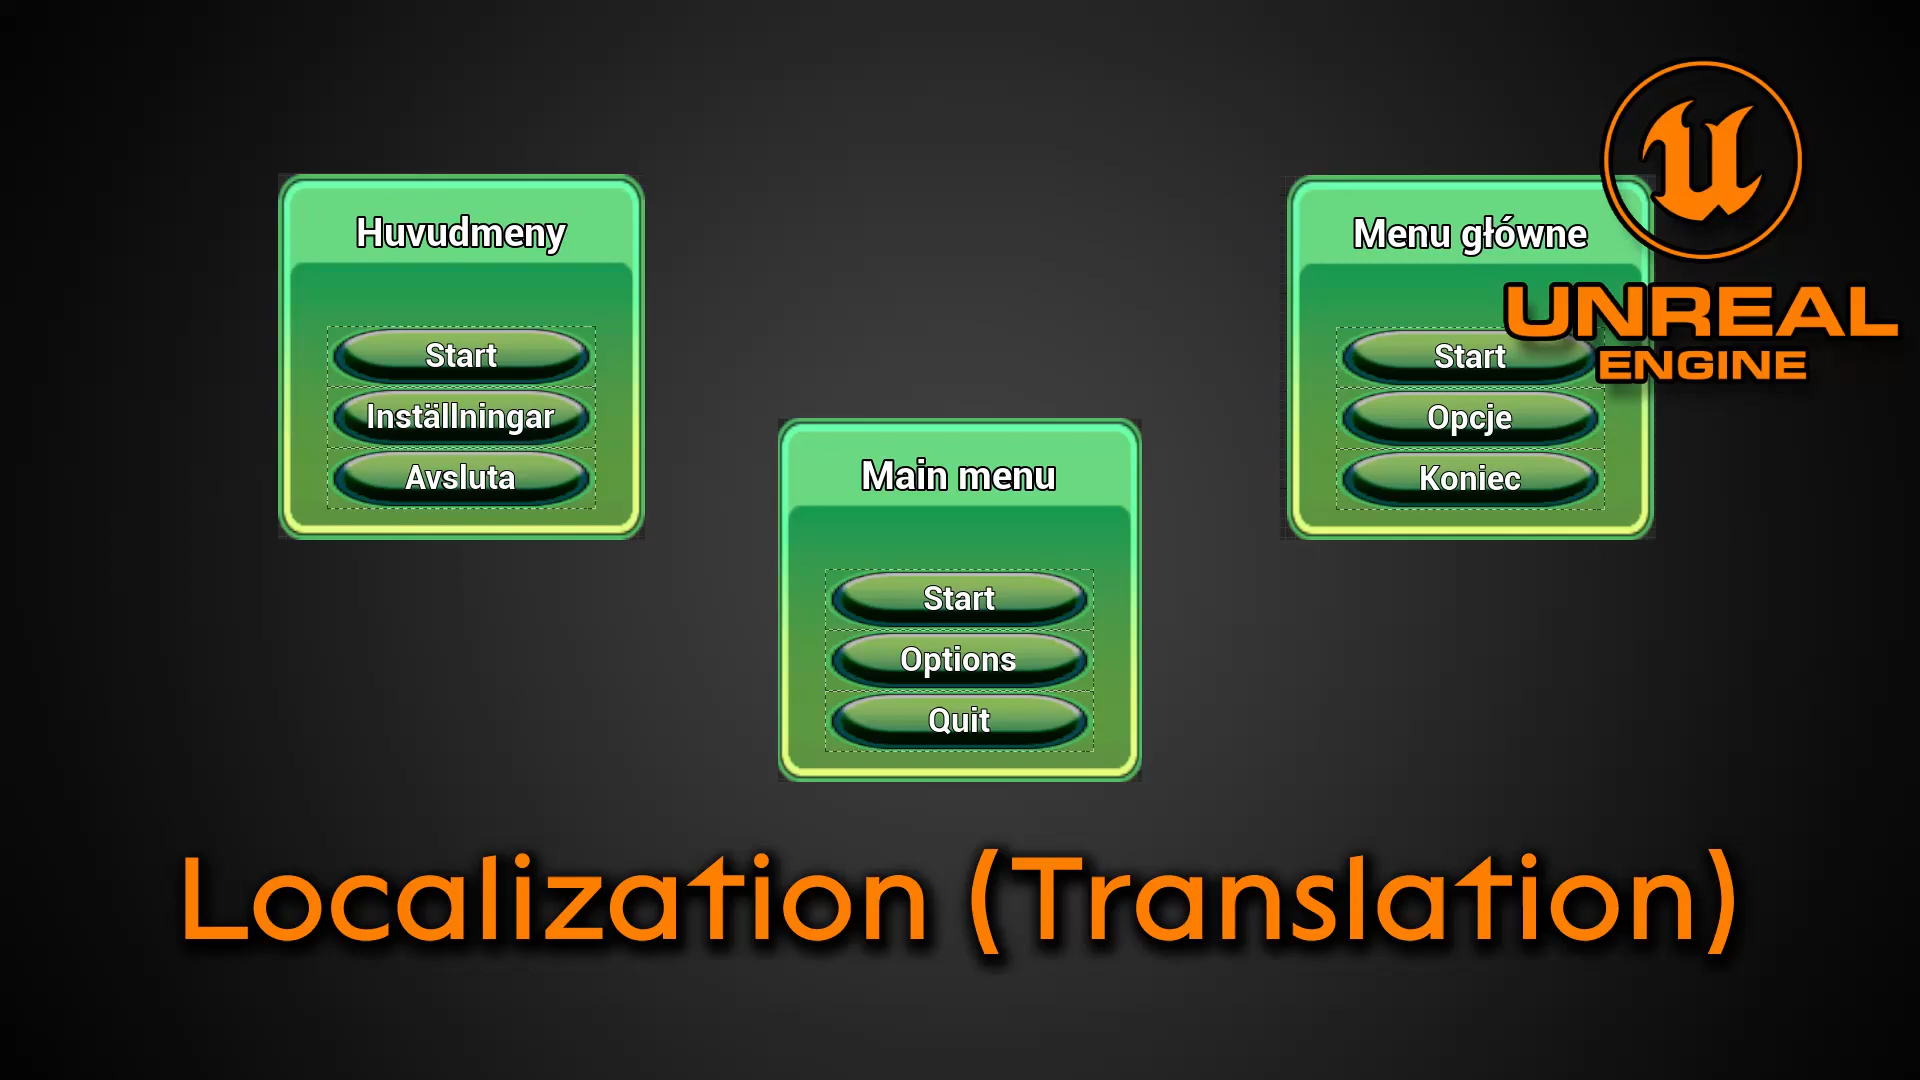 Huvudmeny
Start
Inställningar
Avsluta
Main menu
Start
Options
Quit
Menu główne
Start
Opcje
Koniec
UNREAL
ENGINE
Localization (Translation)